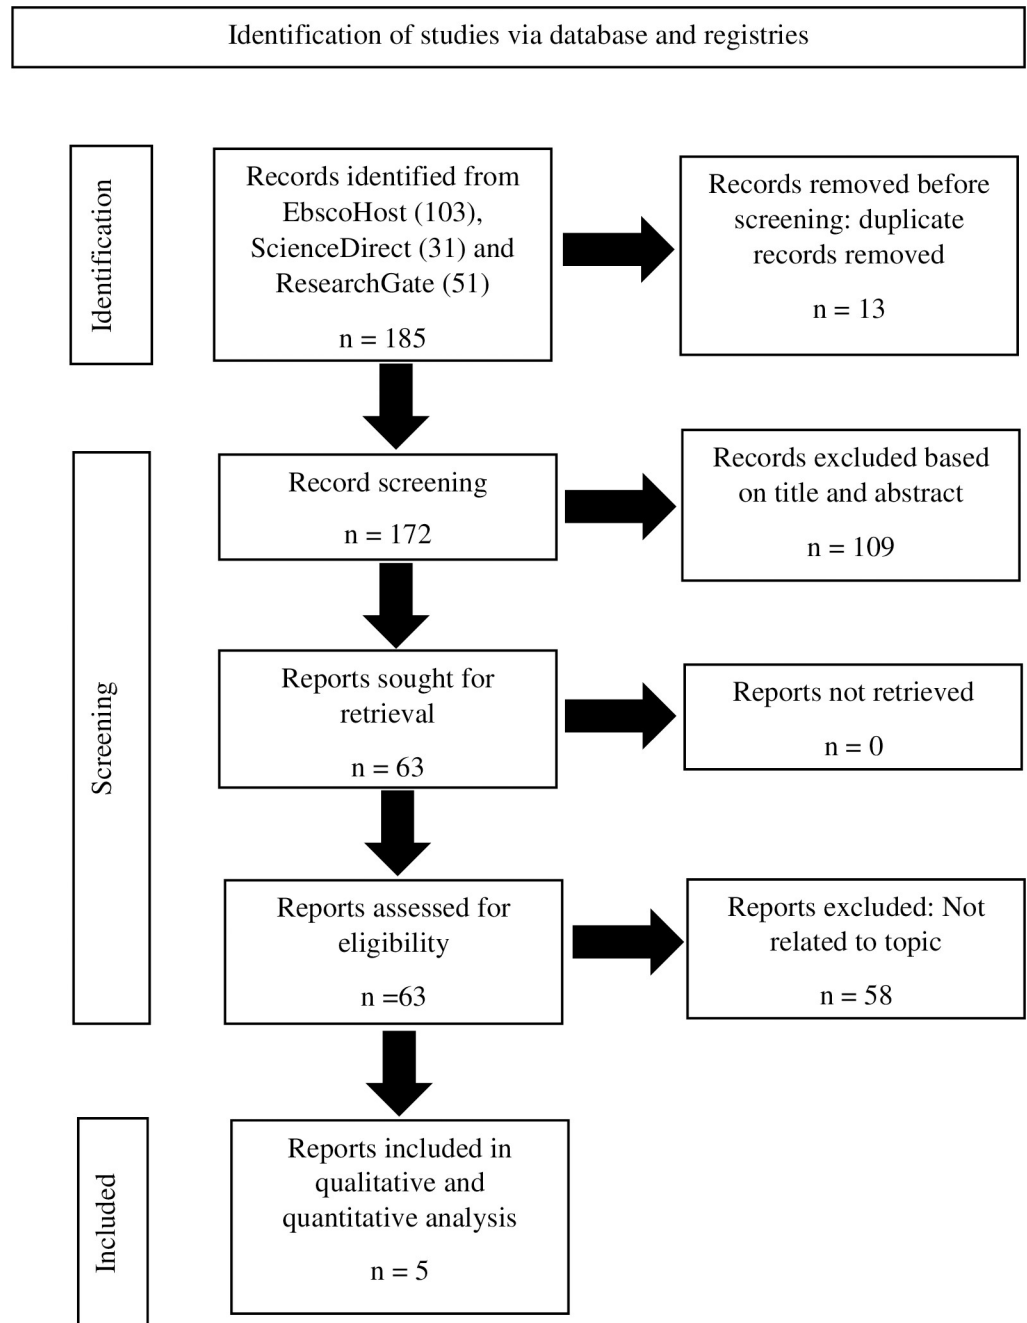 Identification of studies via database and registries
Identification
Records identified from
EbscoHost (103),
ScienceDirect (31) and
ResearchGate (51)
n = 185
Records removed before
screening: duplicate
records removed
n = 13
Screening
Record screening
n = 172
Records excluded based
on title and abstract
n = 109
Reports sought for
retrieval
n = 63
Reports not retrieved
n = 0
Reports assessed for
eligibility
n =63
Reports excluded: Not
related to topic
n = 58
Included
Reports included in
qualitative and
quantitative analysis
n = 5